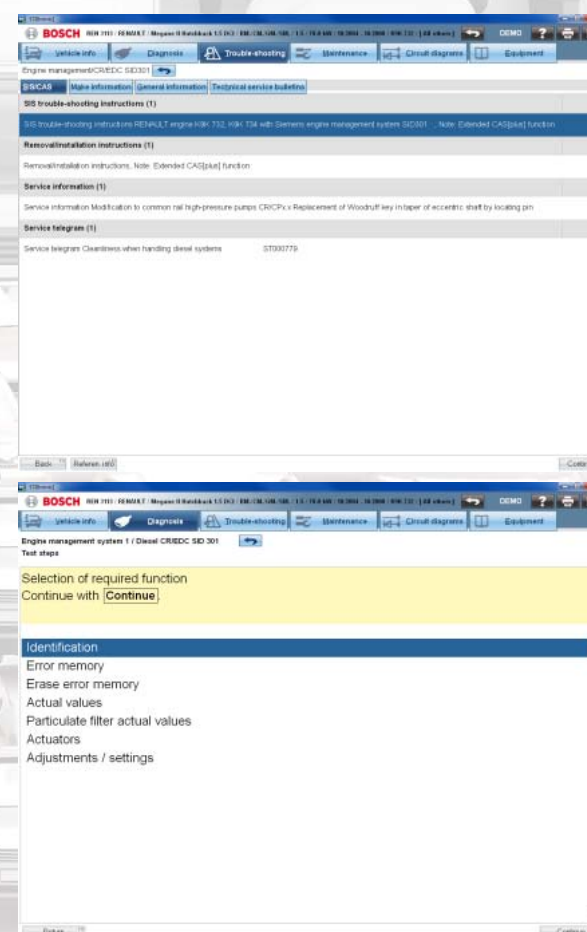 BOSCH
RENAULT
DEMO
?
Vehicle info
Diagnosis
Trouble-shooting
Maintenance
Circuit diagrams
Equipment
Engine management/CR/EDC SID301
SIS/CAS
Make information
General information
Technical service bulletins
SIS trouble-shooting instructions (1)
SIS trouble-shooting instructions RENAULT engine K9K 732, K9K 734 with Siemens engine management system SID301 - , Note: Extended CAS[plus] function
Removal/installation instructions (1)
Removal/installation instructions, Note: Extended CAS[plus] function
Service information (1)
Service information Modification to common rail high-pressure pumps CR/CPx.x Replacement of Woodruff key in taper of eccentric shaft by locating pin
Service telegram (1)
Service telegram Cleanliness when handling diesel systems ST000779
Back
BOSCH
RENAULT
DEMO
?
Vehicle info
Diagnosis
Trouble-shooting
Maintenance
Circuit diagrams
Equipment
Engine management system 1 / Diesel CR/EDC SID 301
Test steps
Selection of required function
Continue with Continue.
Identification
Error memory
Erase error memory
Actual values
Particulate filter actual values
Actuators
Adjustments / settings